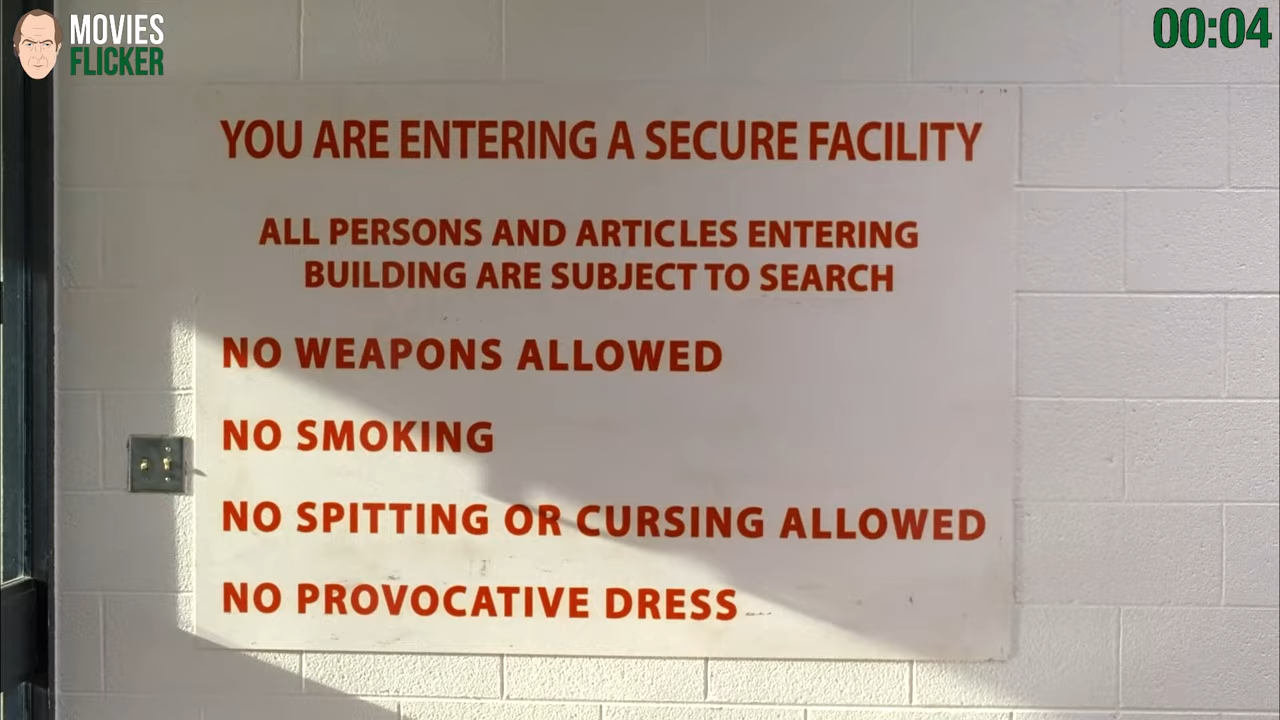 MOVIES
FLICKER
00:04
YOU ARE ENTERING A SECURE FACILITY
ALL PERSONS AND ARTICLES ENTERING
BUILDING ARE SUBJECT TO SEARCH
NO WEAPONS ALLOWED
NO SMOKING
NO SPITTING OR CURSING ALLOWED
NO PROVOCATIVE DRESS